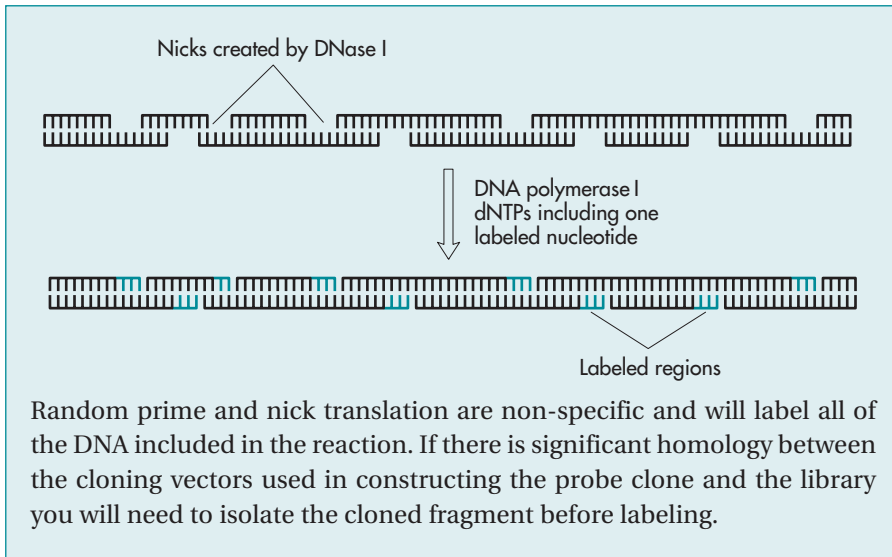 Nicks created by DNase I
DNA polymerase I
dNTPs including one
labeled nucleotide
Labeled regions
Random prime and nick translation are non-specific and will label all of
the DNA included in the reaction. If there is significant homology between
the cloning vectors used in constructing the probe clone and the library
you will need to isolate the cloned fragment before labeling.